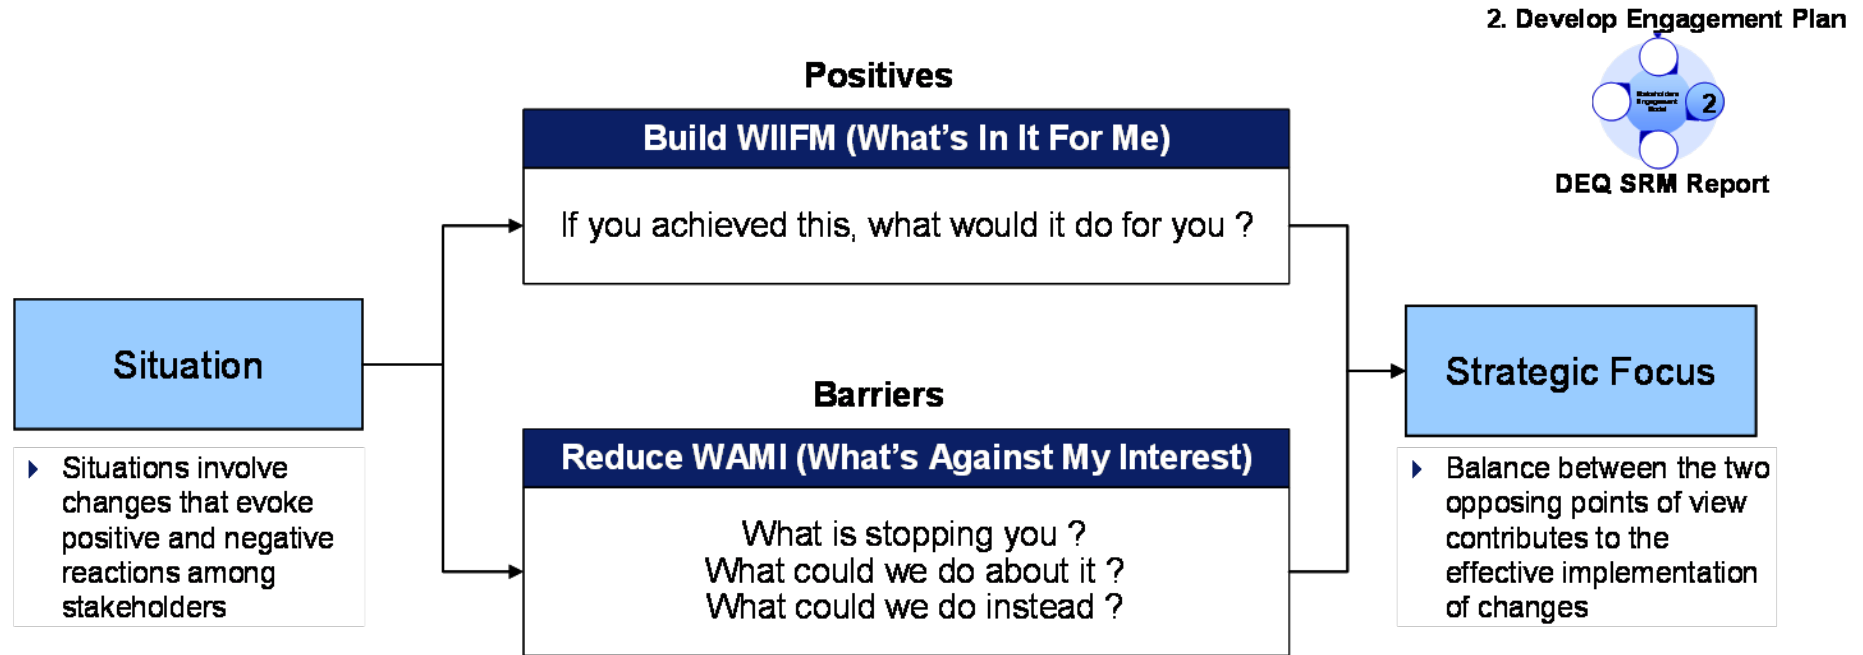 2. Develop Engagement Plan
Stakeholders
Engagement
Model
2
DEQ SRM Report
Positives
Build WIIFM (What's In It For Me)
If you achieved this, what would it do for you ?
Situation
Situations involve
changes that evoke
positive and negative
reactions among
stakeholders
Barriers
Reduce WAMI (What's Against My Interest)
What is stopping you ?
What could we do about it ?
What could we do instead ?
Strategic Focus
Balance between the two
opposing points of view
contributes to the
effective implementation
of changes